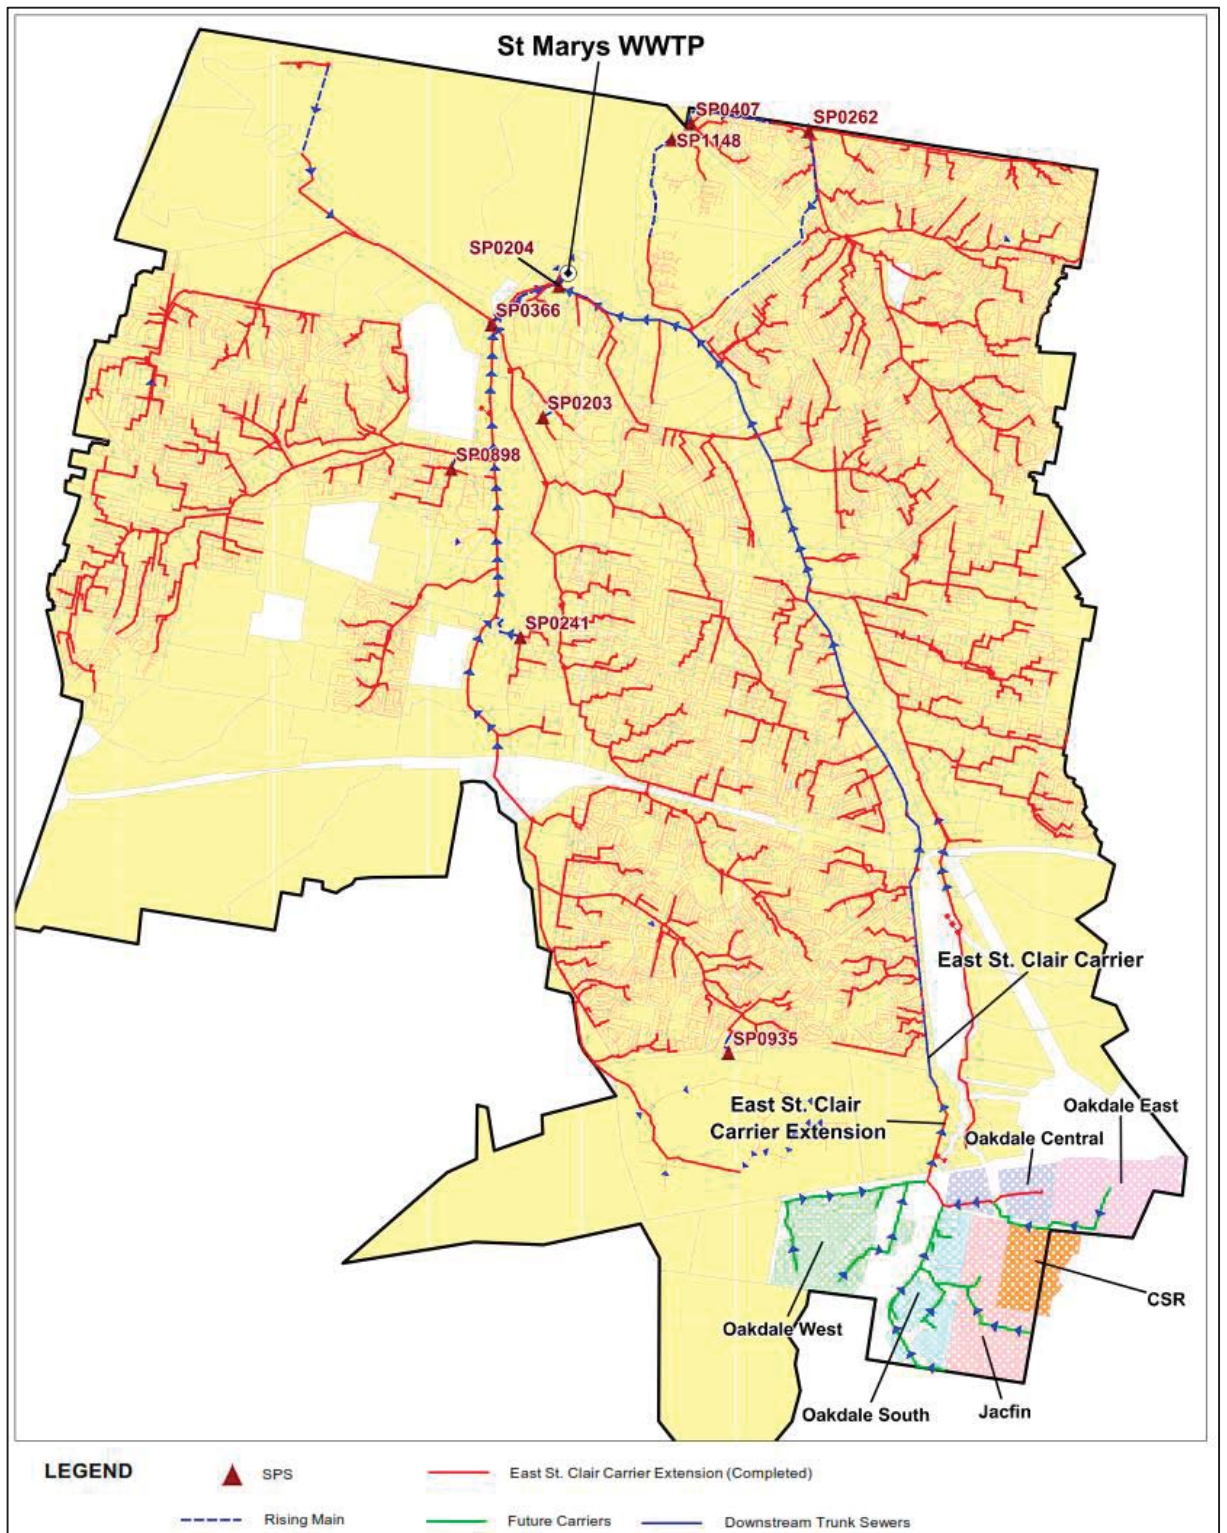 St Marys WWTP
SP0407
SP0262
SP1148
SP0204
SP0366
SP0203
SP0898
SP0241
East St. Clair Carrier
SP0935
East St. Clair
Carrier Extension
Oakdale East
Oakdale Central
CSR
Oakdale West
Oakdale South
Jacfin
LEGEND
SPS
East St. Clair Carrier Extension (Completed)
Rising Main
Future Carriers
Downstream Trunk Sewers